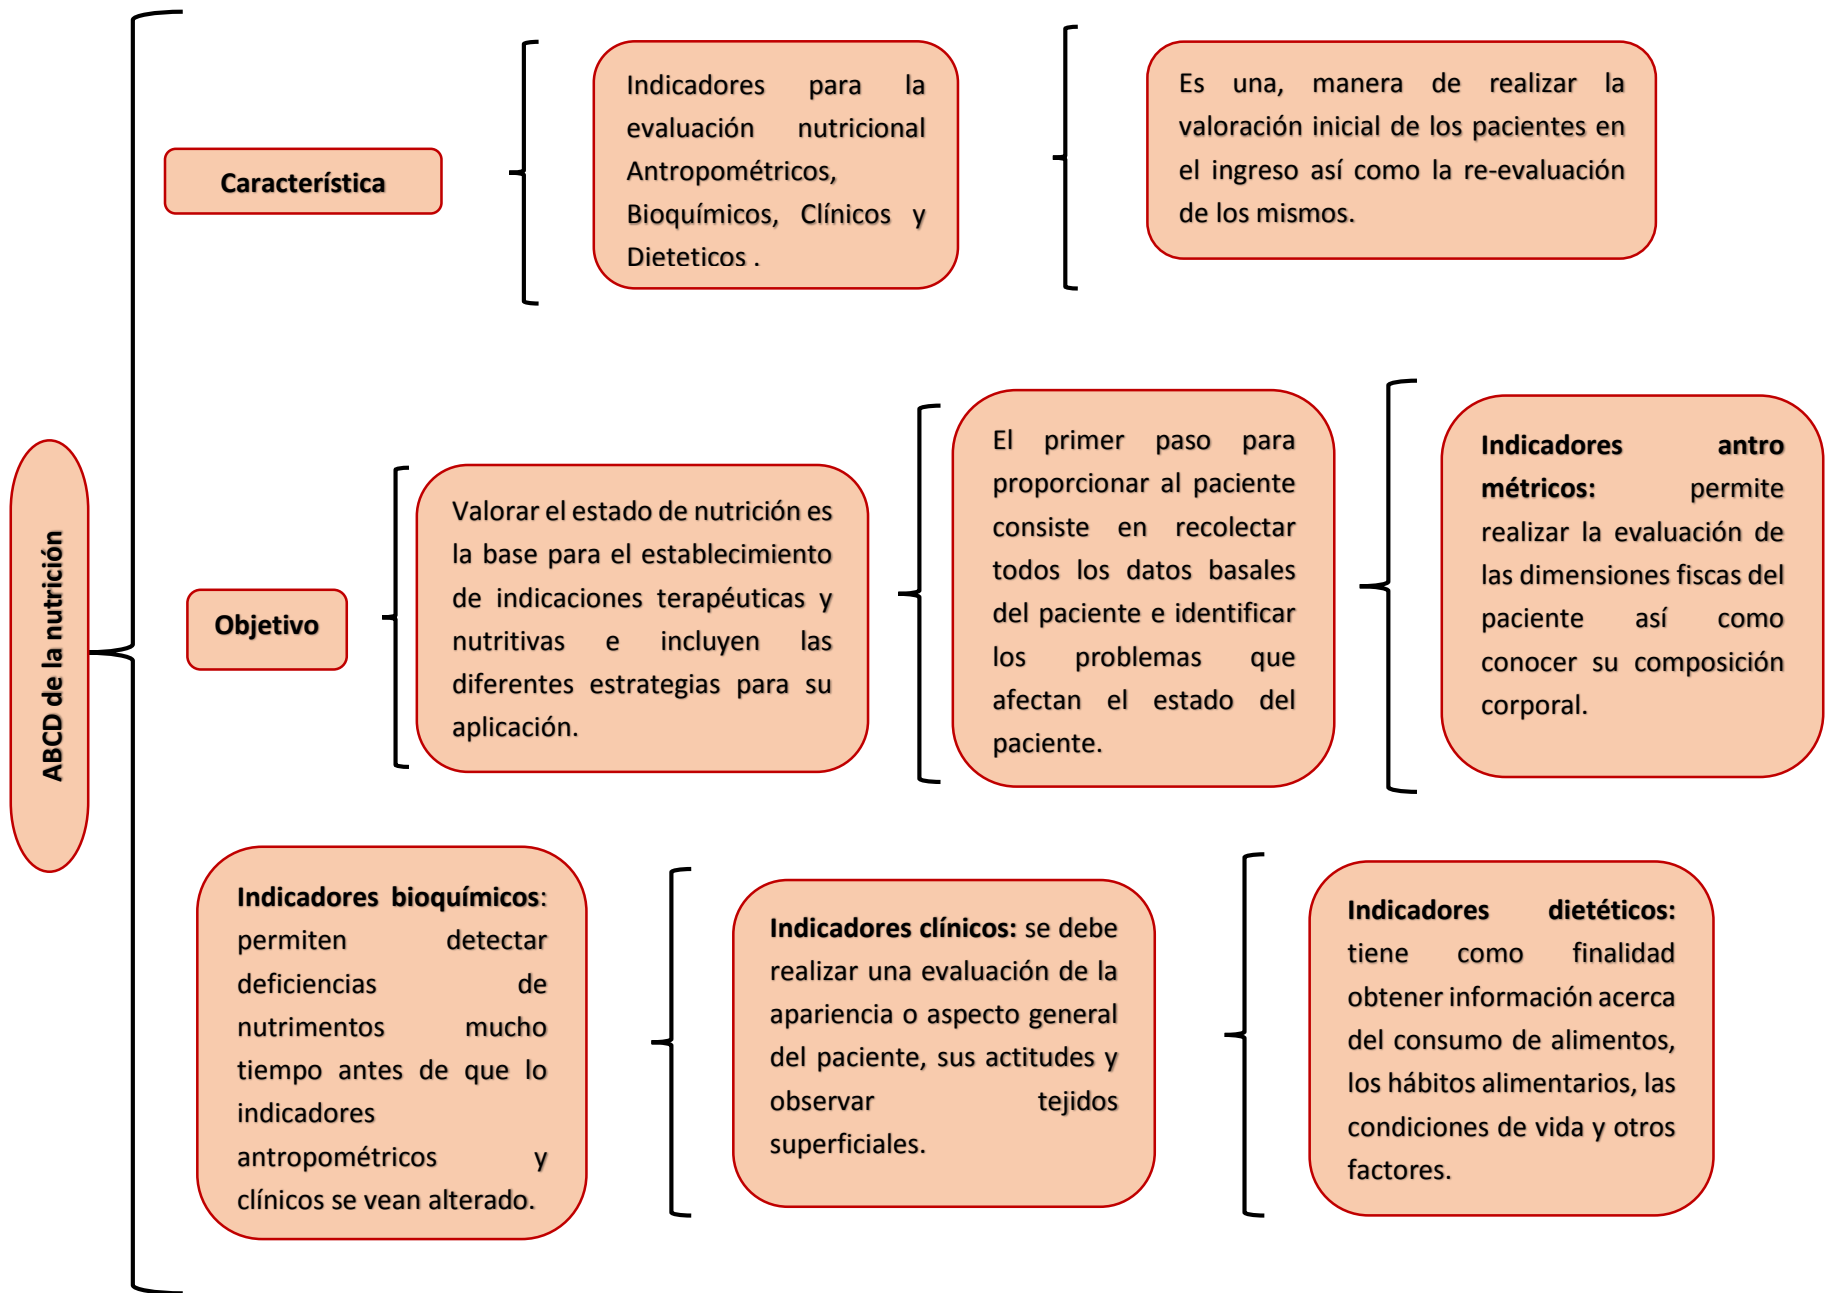 ABCD de la nutrición
Característica
Indicadores para la
evaluación nutricional
Antropométricos,
Bioquímicos, Clínicos y
Dieteticos .
Es una, manera de realizar la
valoración inicial de los pacientes en
el ingreso así como la re-evaluación
de los mismos.
Objetivo
Valorar el estado de nutrición es
la base para el establecimiento
de indicaciones terapéuticas y
nutritivas e incluyen las
diferentes estrategias para su
aplicación.
El primer paso para
proporcionar al paciente
consiste en recolectar
todos los datos basales
del paciente e identificar
los problemas que
afectan el estado del
paciente.
Indicadores antro
métricos: permite
realizar la evaluación de
las dimensiones fiscas del
paciente así como
conocer su composición
corporal.
Indicadores bioquímicos:
permiten detectar
deficiencias de
nutrimentos mucho
tiempo antes de que lo
indicadores
antropométricos y
clínicos se vean alterado.
Indicadores clínicos: se debe
realizar una evaluación de la
apariencia o aspecto general
del paciente, sus actitudes y
observar tejidos
superficiales.
Indicadores dietéticos:
tiene como finalidad
obtener información acerca
del consumo de alimentos,
los hábitos alimentarios, las
condiciones de vida y otros
factores.